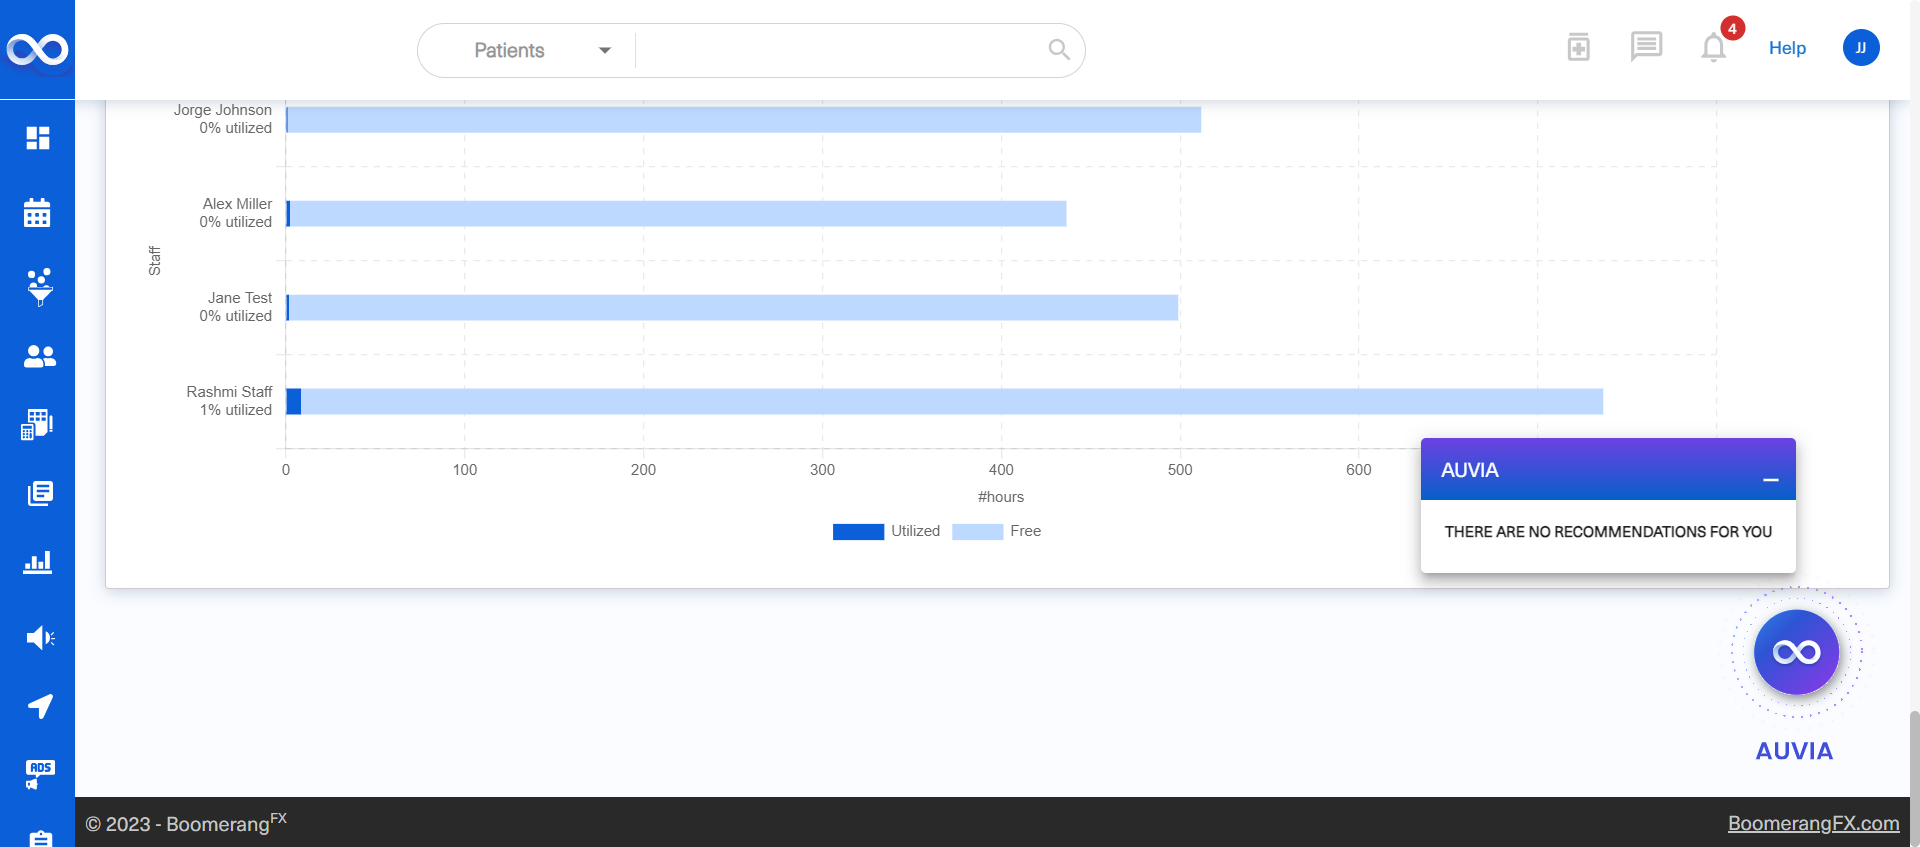 Patients
4
Help
JJ
Jorge Johnson
0% utilized
Alex Miller
0% utilized
Staff
Jane Test
0% utilized
Rashmi Staff
1% utilized
0 100 200 300 400 500 600
#hours
Utilized Free
AUVIA
THERE ARE NO RECOMMENDATIONS FOR YOU
AUVIA
ADS
© 2023 - BoomerangFX
BoomerangFX.com